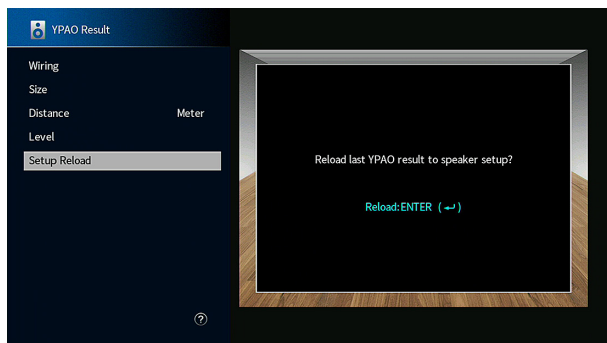 YPAO Result
Wiring
Size
Distance Meter
Level
Setup Reload
Reload last YPAO result to speaker setup?
Reload:ENTER (↵)
?